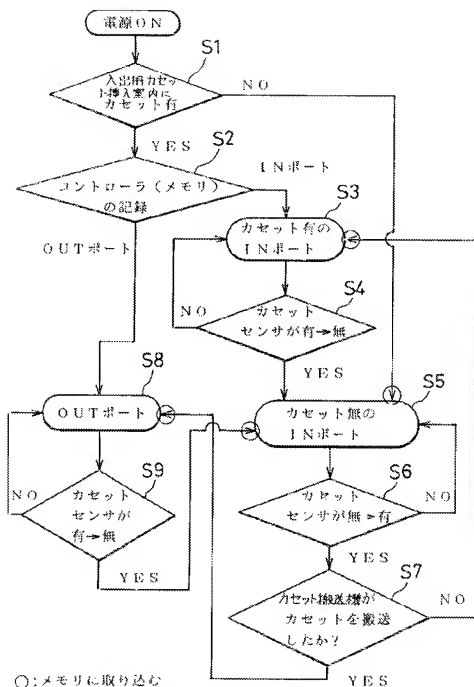 電源ON
S1
入出柄カセッ
ト挿入室内に
カセット有
NO
YES
S2
コントローラ（メモリ）
の記録
INポート
OUTポート
S3
カセット有の
INポート
S4
カセット
センサが有→無
NO
YES
S5
カセット無の
INポート
S8
OUTポート
S6
カセット
センサが無→有
NO
YES
S9
カセット
センサが
有→無
NO
YES
S7
カセット搬送機が
カセットを搬送
したか？
NO
YES
○：メモリに取り込む